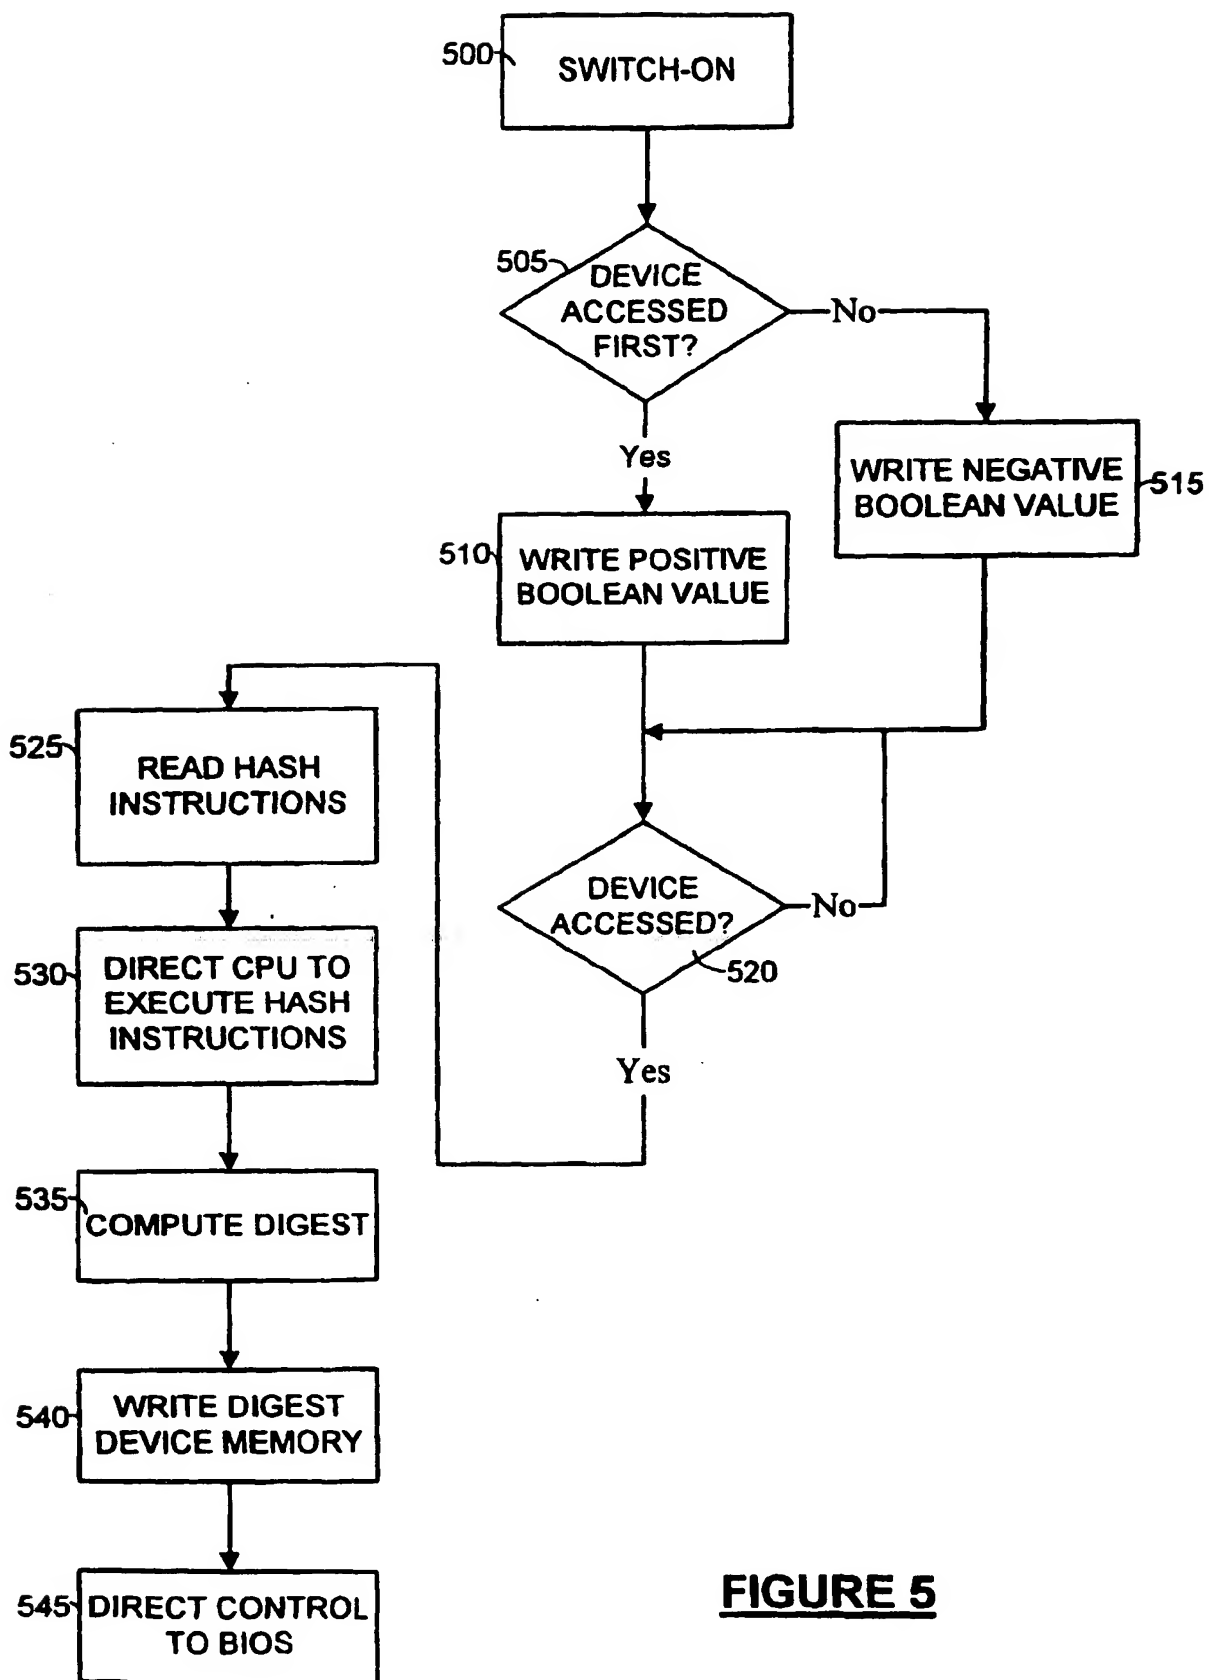 500
SWITCH-ON
505
DEVICE
ACCESSED
FIRST?
No
Yes
WRITE NEGATIVE
BOOLEAN VALUE
515
510
WRITE POSITIVE
BOOLEAN VALUE
DEVICE
ACCESSED?
No
520
Yes
525
READ HASH
INSTRUCTIONS
530
DIRECT CPU TO
EXECUTE HASH
INSTRUCTIONS
535
COMPUTE DIGEST
540
WRITE DIGEST
DEVICE MEMORY
545
DIRECT CONTROL
TO BIOS
FIGURE 5